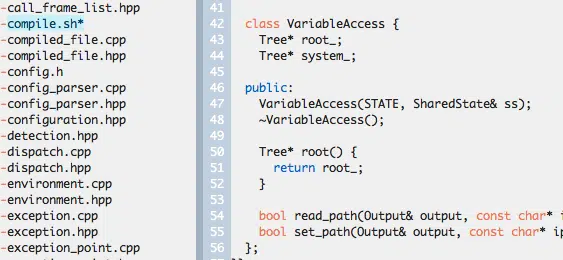 -call_frame_list.hpp
-compile.sh*
-compiled_file.cpp
-compiled_file.hpp
-config.h
-config_parser.cpp
-config_parser.hpp
-configuration.hpp
-detection.hpp
-dispatch.cpp
-dispatch.hpp
-environment.cpp
-environment.hpp
-exception.cpp
-exception.hpp
-exception_point.cpp
41
42 class VariableAccess {
43 Tree* root_;
44 Tree* system_;
45
46 public:
47 VariableAccess(STATE, SharedState& ss);
48 ~VariableAccess();
49
50 Tree* root() {
51 return root_;
52 }
53
54 bool read_path(Output& output, const char* i
55 bool set_path(Output& output, const char* ip
56 };